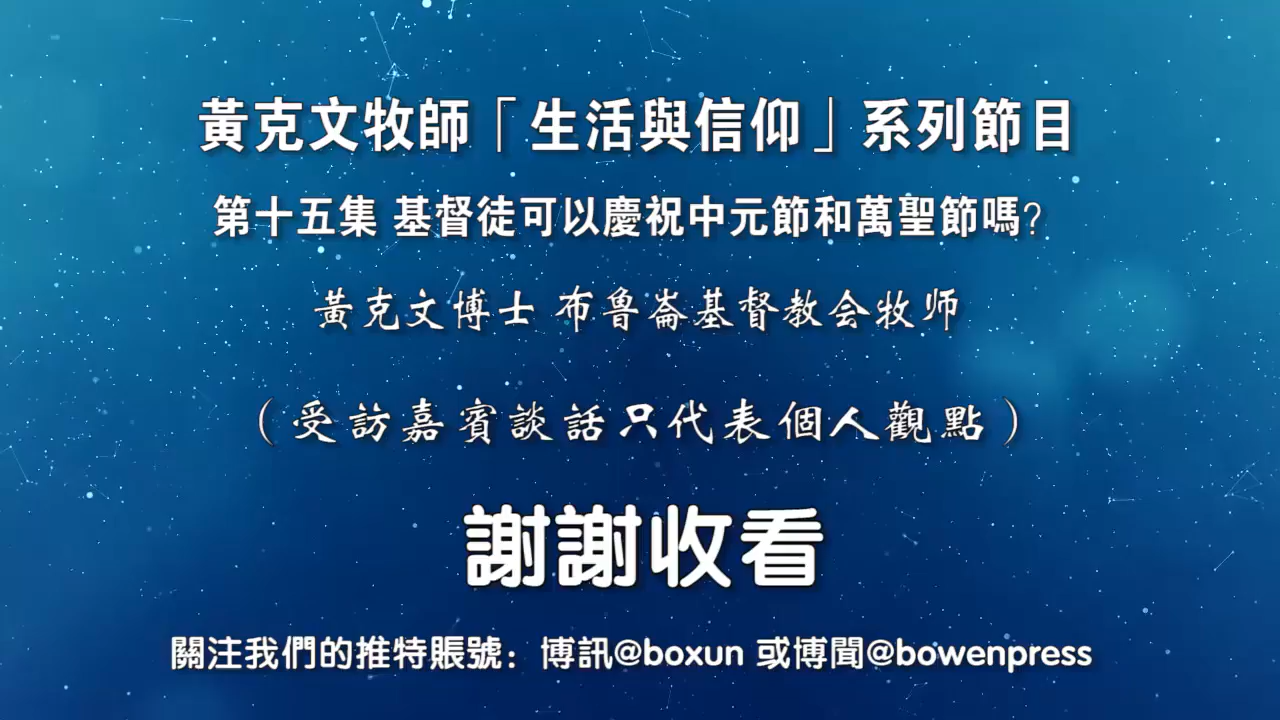 黃克文牧師「生活與信仰」系列節目
第十五集 基督徒可以慶祝中元節和萬聖節嗎?
黃克文博士 布鲁崙基督教会牧师
（受訪嘉賓談話只代表個人觀點）
謝謝收看
關注我們的推特賬號：博訊@boxun 或博聞@bowenpress